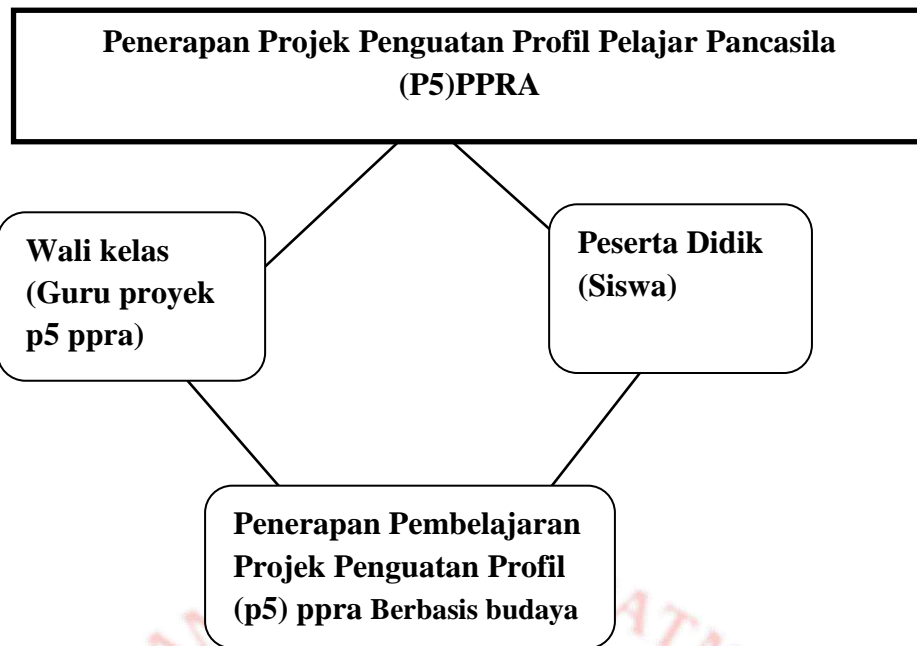 Penerapan Projek Penguatan Profil Pelajar Pancasila
(P5)PPRA
Wali kelas
(Guru proyek
p5 ppra)
Peserta Didik
(Siswa)
Penerapan Pembelajaran
Projek Penguatan Profil
(p5) ppra Berbasis budaya